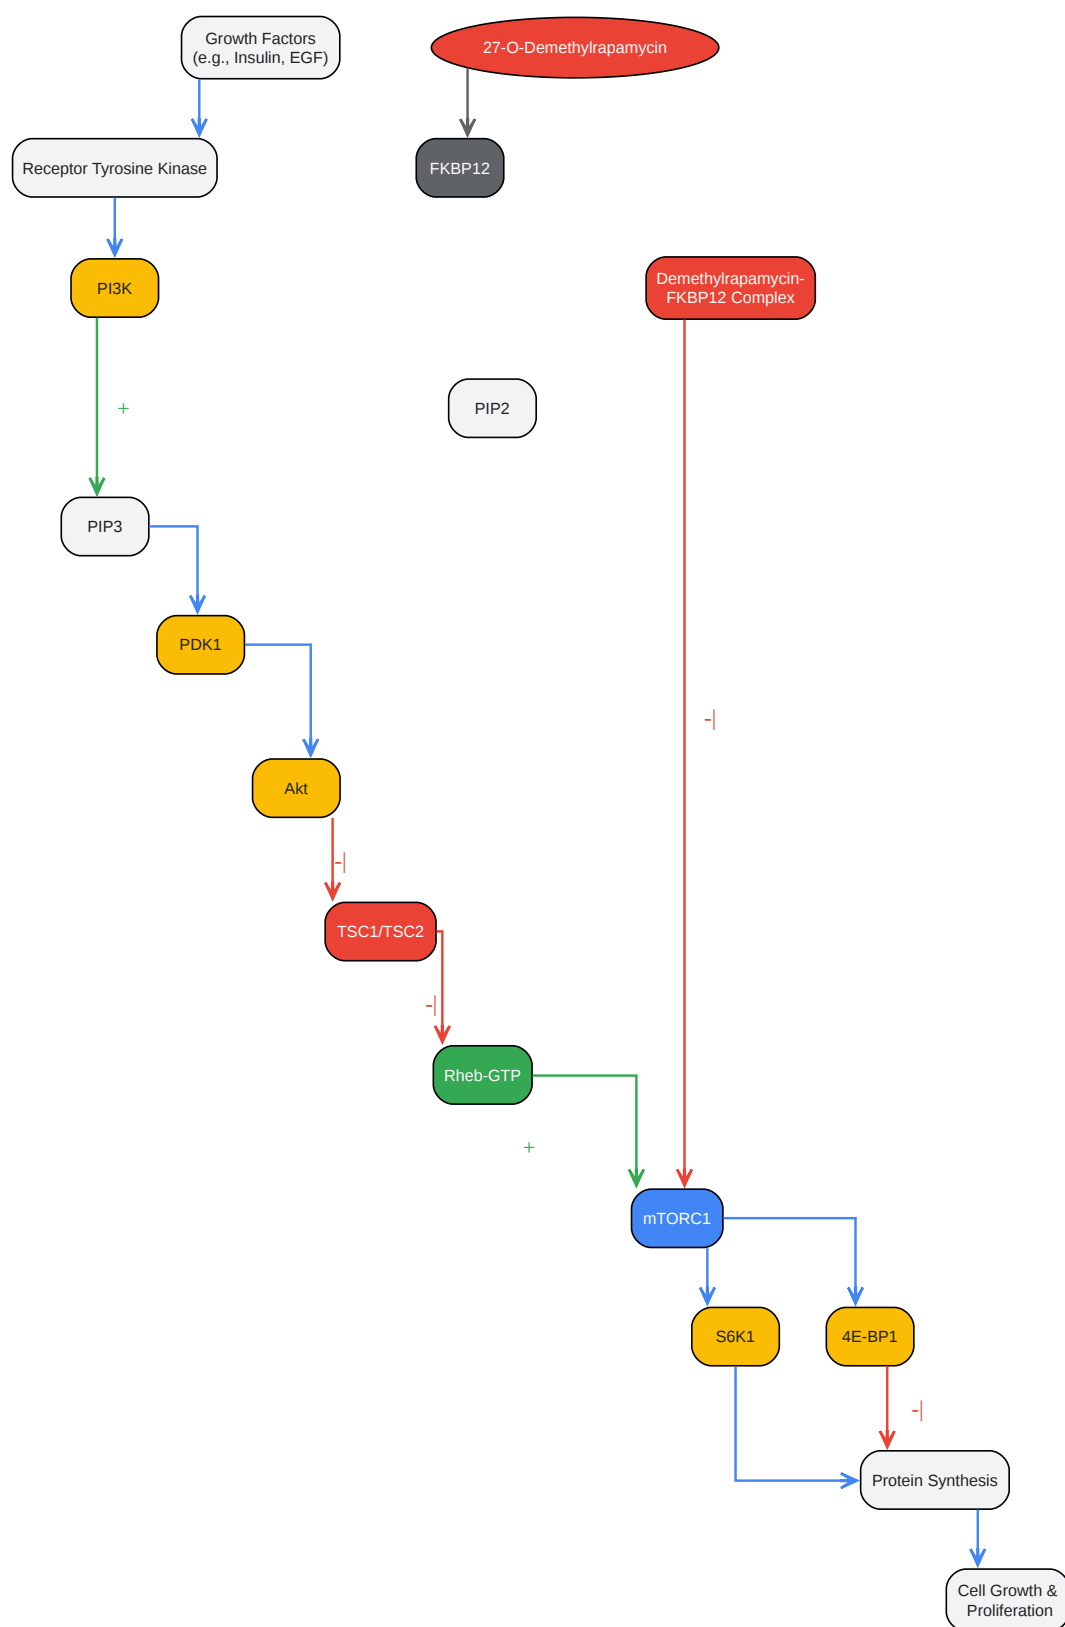 Growth Factors
(e.g., Insulin, EGF)
27-O-Demethylrapamycin
Receptor Tyrosine Kinase
FKBP12
PI3K
Demethylrapamycin-
FKBP12 Complex
+
PIP2
PIP3
PDK1
-|
Akt
-|
TSC1/TSC2
-|
Rheb-GTP
+
mTORC1
S6K1
4E-BP1
-|
Protein Synthesis
Cell Growth &
Proliferation